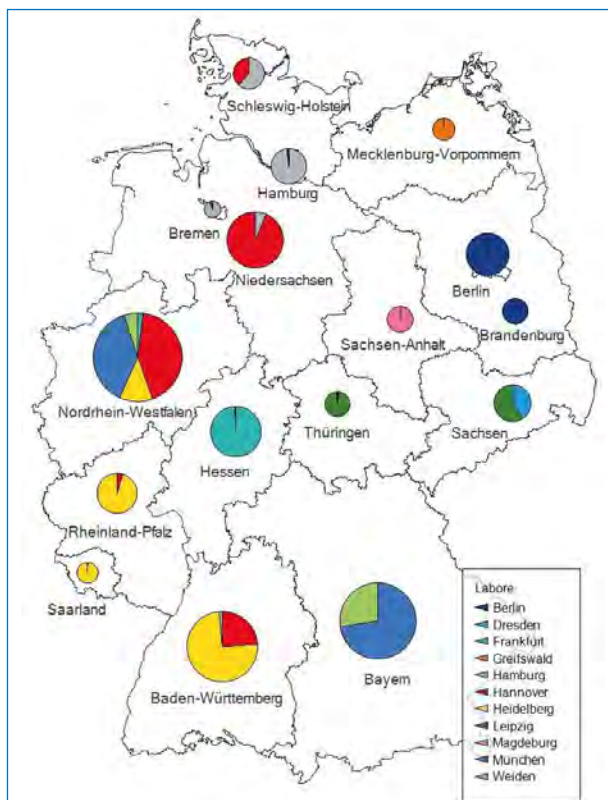 Schleswig-Holstein
Mecklenburg-Vorpommern
Hamburg
Bremen
Niedersachsen
Berlin
Brandenburg
Sachsen-Anhalt
Nordrhein-Westfalen
Thüringen
Sachsen
Hessen
Rheinland-Pfalz
Saarland
Baden-Württemberg
Bayern
Labore
Berlin
Dresden
Frankfurt
Greifswald
Hamburg
Hannover
Heidelberg
Leipzig
Magdeburg
München
Weiden